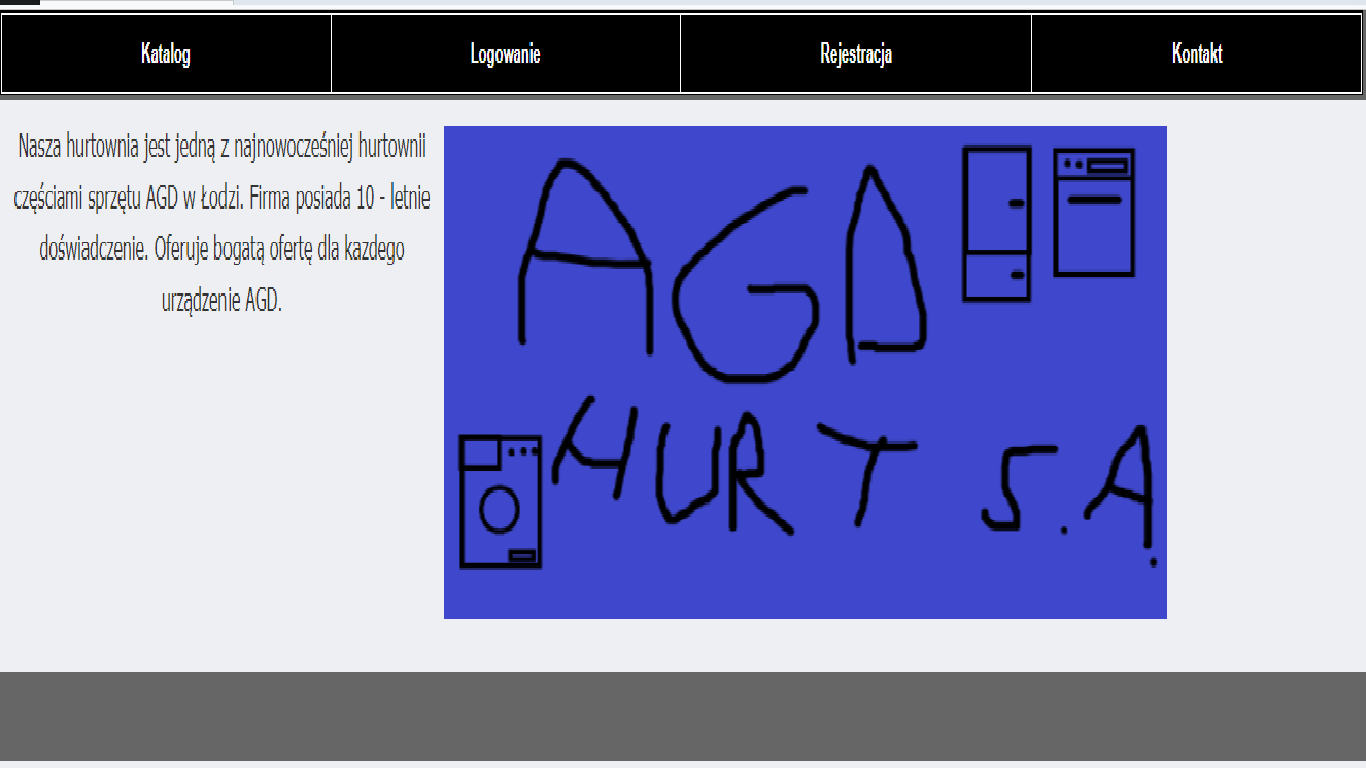 Katalog Logowanie Rejestracja Kontakt
Nasza hurtownia jest jedną z najnowocześniej hurtownii
częściami sprzętu AGD w Łodzi. Firma posiada 10 - letnie
doświadczenie. Oferuje bogatą ofertę dla kazdego
urządzenie AGD.
AGD
HURT S.A.